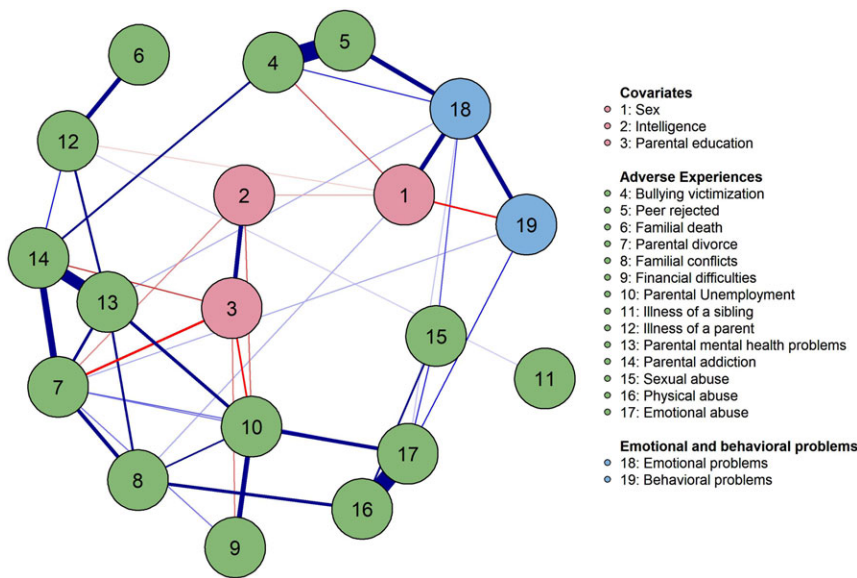 6
5
4
18
12
2
1
19
14
13
3
15
11
7
10
17
8
16
9
Covariates
1: Sex
2: Intelligence
3: Parental education
Adverse Experiences
4: Bullying victimization
5: Peer rejected
6: Familial death
7: Parental divorce
8: Familial conflicts
9: Financial difficulties
10: Parental Unemployment
11: Illness of a sibling
12: Illness of a parent
13: Parental mental health problems
14: Parental addiction
15: Sexual abuse
16: Physical abuse
17: Emotional abuse
Emotional and behavioral problems
18: Emotional problems
19: Behavioral problems